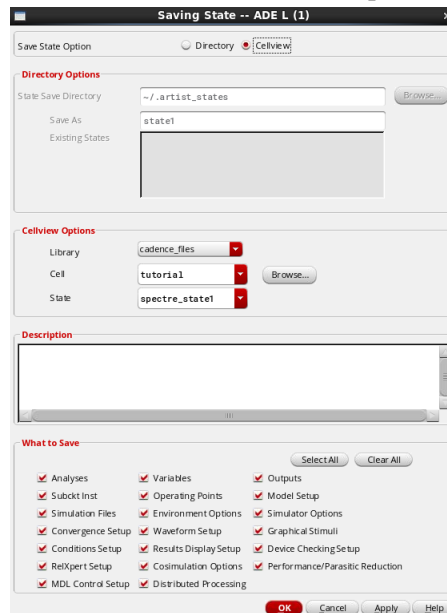 Saving State -- ADE L (1)
Save State Option Directory Cellview
Directory Options
State Save Directory ~/.artist_states Browse...
Save As state1
Existing States
Cellview Options
Library cadence_files
Cell tutorial Browse...
State spectre_state1
Description
What to Save
Select All Clear All
Analyses Variables Outputs
Subckt Inst Operating Points Model Setup
Simulation Files Environment Options Simulator Options
Convergence Setup Waveform Setup Graphical Stimuli
Conditions Setup Results Display Setup Device Checking Setup
RelXpert Setup Cosimulation Options Performance/Parasitic Reduction
MDL Control Setup Distributed Processing
OK Cancel Apply Help